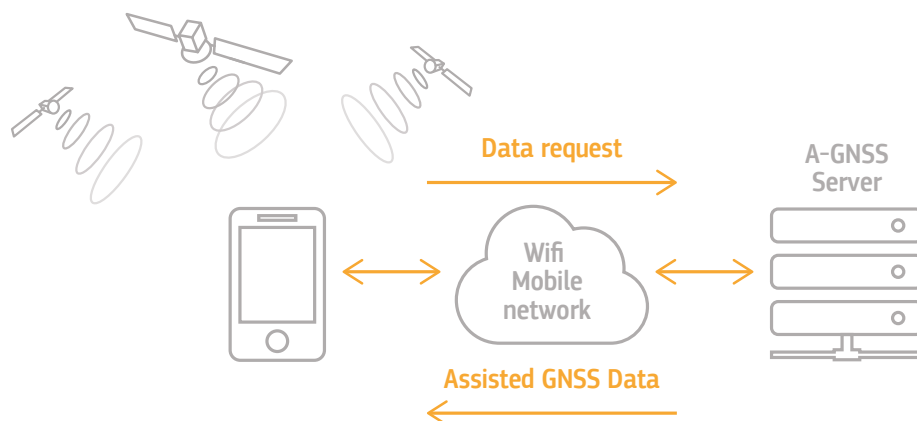 Data request
A-GNSS
Server
Wifi
Mobile
network
Assisted GNSS Data